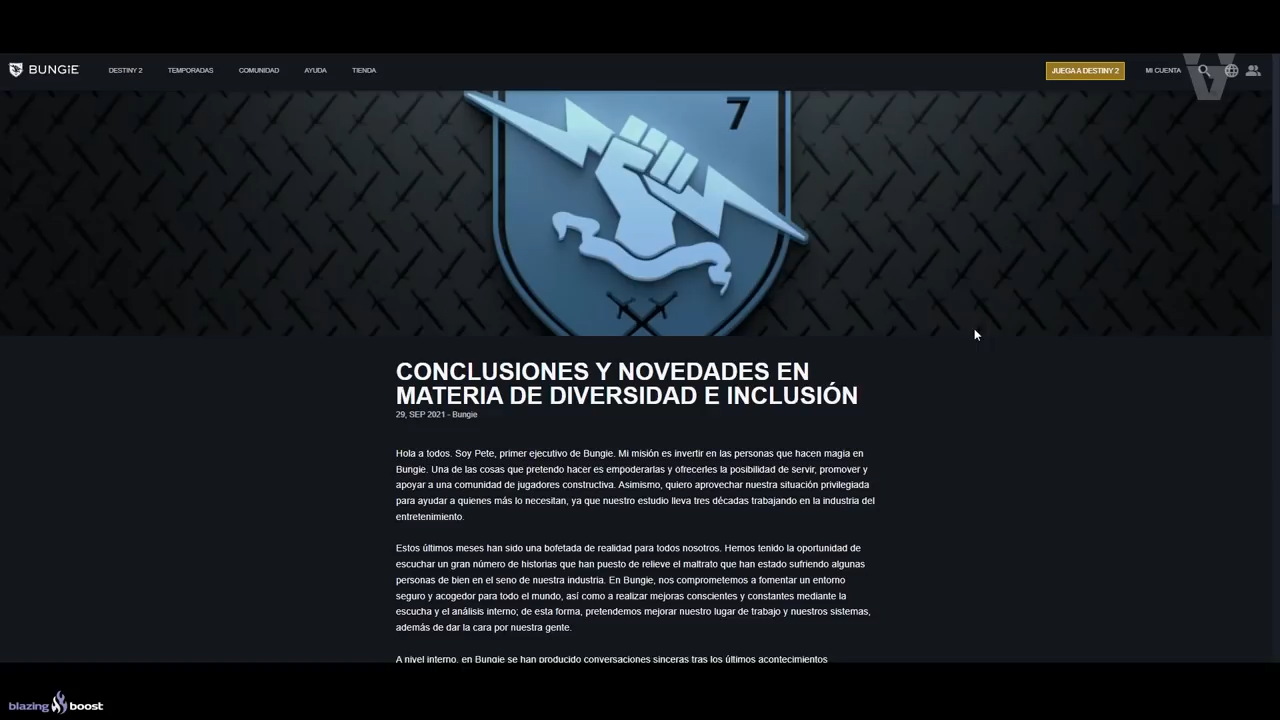 BUNGiE
DESTINY 2
TEMPORADAS
COMUNIDAD
AYUDA
TIENDA
JUEGA A DESTINY 2
MI CUENTA
7
CONCLUSIONES Y NOVEDADES EN
MATERIA DE DIVERSIDAD E INCLUSIÓN
29, SEP 2021 - Bungie
Hola a todos. Soy Pete, primer ejecutivo de Bungie. Mi misión es invertir en las personas que hacen magia en
Bungie. Una de las cosas que pretendo hacer es empoderarlas y ofrecerles la posibilidad de servir, promover y
apoyar a una comunidad de jugadores constructiva. Asimismo, quiero aprovechar nuestra situación privilegiada
para ayudar a quienes más lo necesitan, ya que nuestro estudio lleva tres décadas trabajando en la industria del
entretenimiento.
Estos últimos meses han sido una bofetada de realidad para todos nosotros. Hemos tenido la oportunidad de
escuchar un gran número de historias que han puesto de relieve el maltrato que han estado sufriendo algunas
personas de bien en el seno de nuestra industria. En Bungie, nos comprometemos a fomentar un entorno
seguro y acogedor para todo el mundo, así como a realizar mejoras conscientes y constantes mediante la
escucha y el análisis interno; de esta forma, pretendemos mejorar nuestro lugar de trabajo y nuestros sistemas,
además de dar la cara por nuestra gente.
A nivel interno, en Bungie se han producido conversaciones sinceras tras los últimos acontecimientos
blazing boost